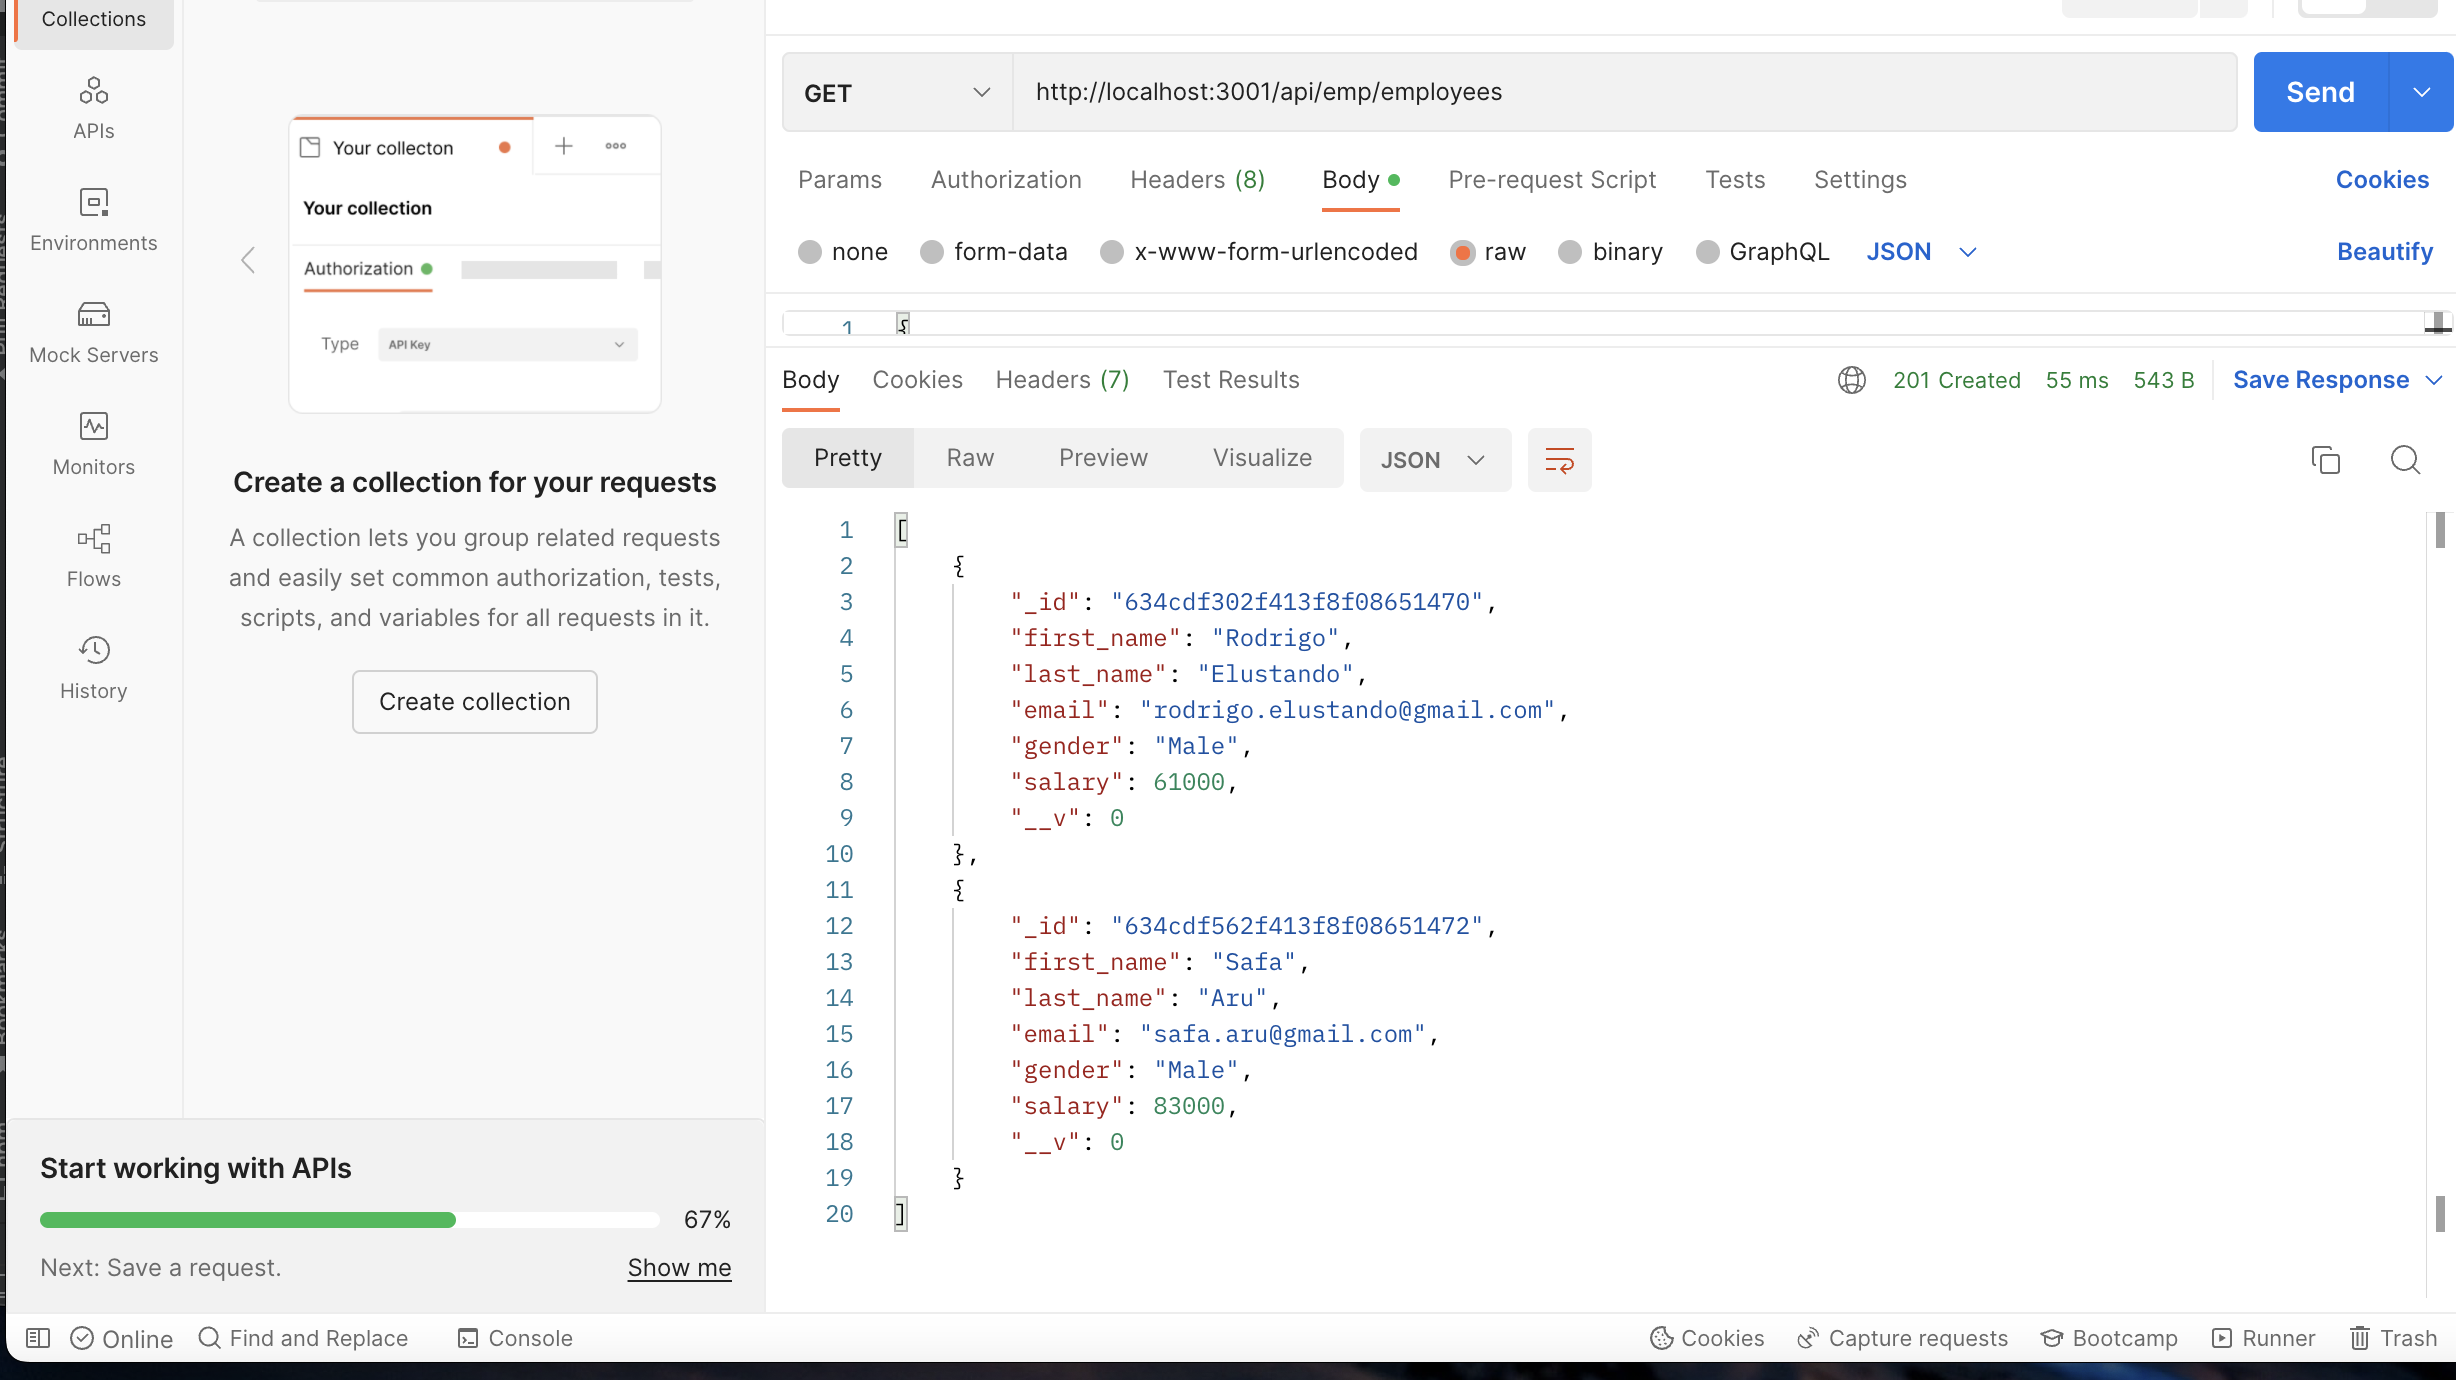 Collections
APIs
Environments
Mock Servers
Monitors
Flows
History
Your collecton
Your collection
Authorization
Type API Key
Create a collection for your requests
A collection lets you group related requests
and easily set common authorization, tests,
scripts, and variables for all requests in it.
Create collection
Start working with APIs
67%
Next: Save a request. Show me
GET http://localhost:3001/api/emp/employees Send
Params Authorization Headers (8) Body Pre-request Script Tests Settings Cookies
none form-data x-www-form-urlencoded raw binary GraphQL JSON Beautify
1 {
Body Cookies Headers (7) Test Results 201 Created 55 ms 543 B Save Response
Pretty Raw Preview Visualize JSON
1 [
2 {
3 "_id": "634cdf302f413f8f08651470",
4 "first_name": "Rodrigo",
5 "last_name": "Elustando",
6 "email": "rodrigo.elustando@gmail.com",
7 "gender": "Male",
8 "salary": 61000,
9 "__v": 0
10 },
11 {
12 "_id": "634cdf562f413f8f08651472",
13 "first_name": "Safa",
14 "last_name": "Aru",
15 "email": "safa.aru@gmail.com",
16 "gender": "Male",
17 "salary": 83000,
18 "__v": 0
19 }
20 ]
Online Find and Replace Console Cookies Capture requests Bootcamp Runner Trash